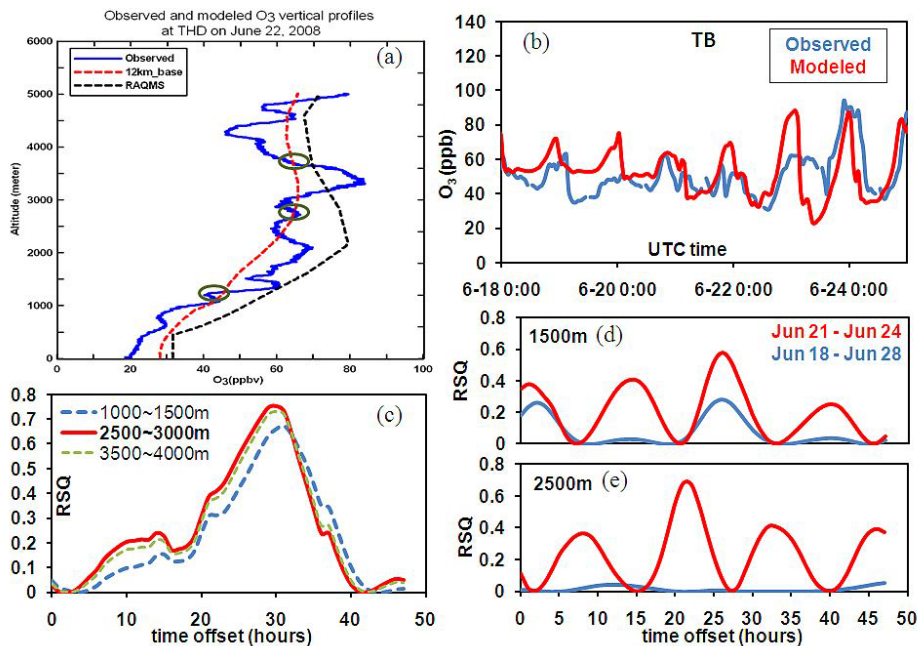 Observed and modeled O3 vertical profiles
at THD on June 22, 2008
(a)
Observed
12km_base
RAQMS
Altitude(meter)
6000
5000
4000
3000
2000
1000
0
0 20 40 60 80 100
O3(ppbv)
(b)
TB
Observed
Modeled
O3 (ppb)
140
120
100
80
60
40
20
0
UTC time
6-18 0:00 6-20 0:00 6-22 0:00 6-24 0:00
(c)
1000~1500m
2500~3000m
3500~4000m
RSQ
0.8
0.7
0.6
0.5
0.4
0.3
0.2
0.1
0
0 10 20 30 40 50
time offset (hours)
1500m (d)
Jun 21 - Jun 24
Jun 18 - Jun 28
RSQ
0.8
0.6
0.4
0.2
0
2500m (e)
RSQ
0.8
0.6
0.4
0.2
0
0 5 10 15 20 25 30 35 40 45 50
time offset (hours)